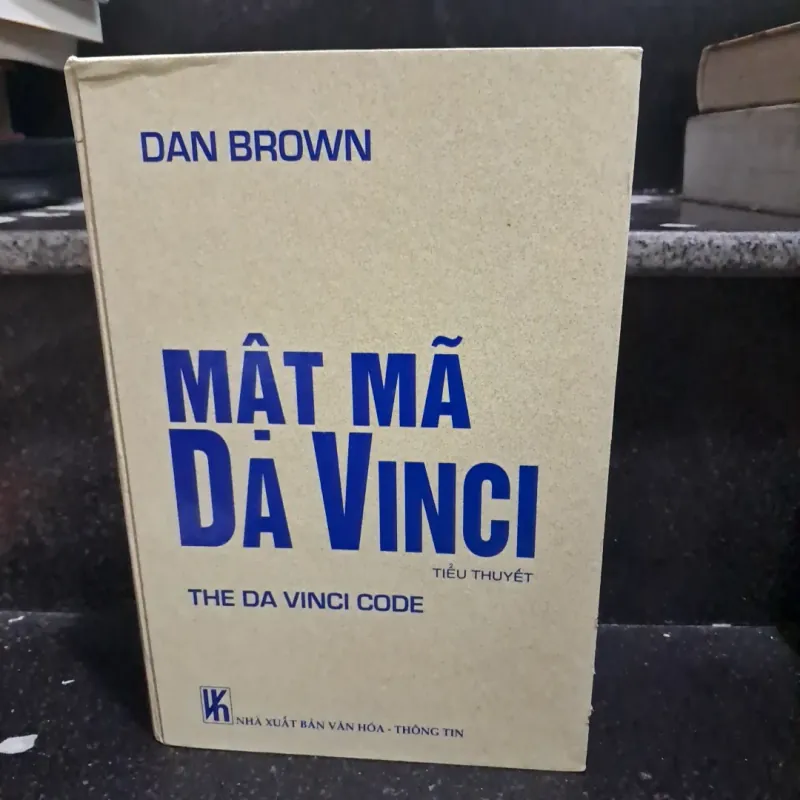 DAN BROWN
MẬT MÃ
DA VINCI
TIỂU THUYẾT
THE DA VINCI CODE
NHÀ XUẤT BẢN VĂN HÓA - THÔNG TIN